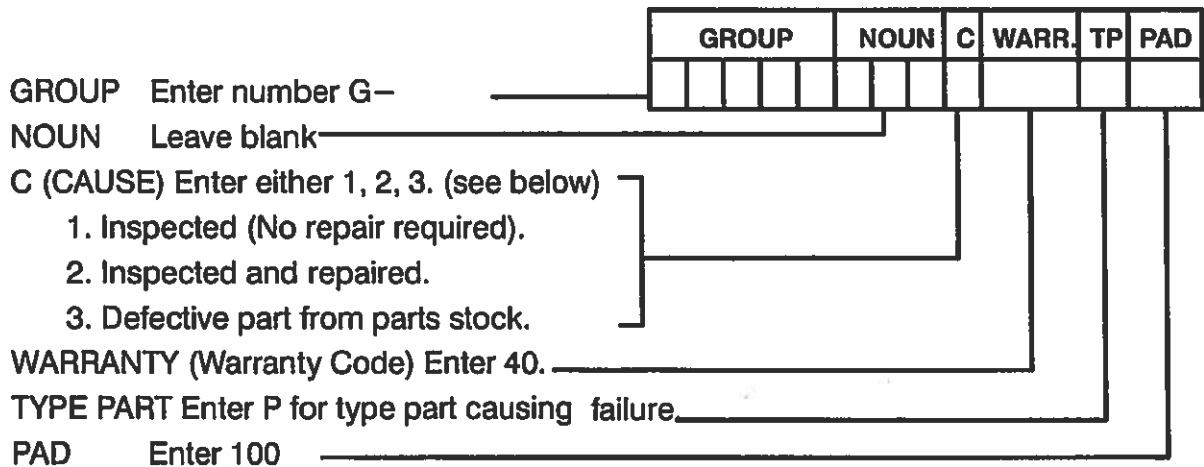 GROUP NOUN C WARR. TP PAD
GROUP Enter number G–
NOUN Leave blank
C (CAUSE) Enter either 1, 2, 3. (see below)
1. Inspected (No repair required).
2. Inspected and repaired.
3. Defective part from parts stock.
WARRANTY (Warranty Code) Enter 40.
TYPE PART Enter P for type part causing failure.
PAD Enter 100